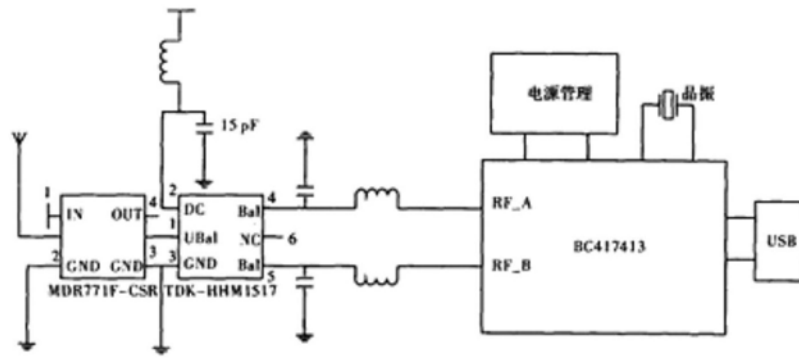 15 pF
电源管理
晶振
1
IN
OUT
4
2
GND
GND
3
MDR771F-CSR
2
DC
Bal
4
1
UBal
NC
6
3
GND
Bal
5
TDK-HHM1517
RF_A
RF_B
BC417413
USB